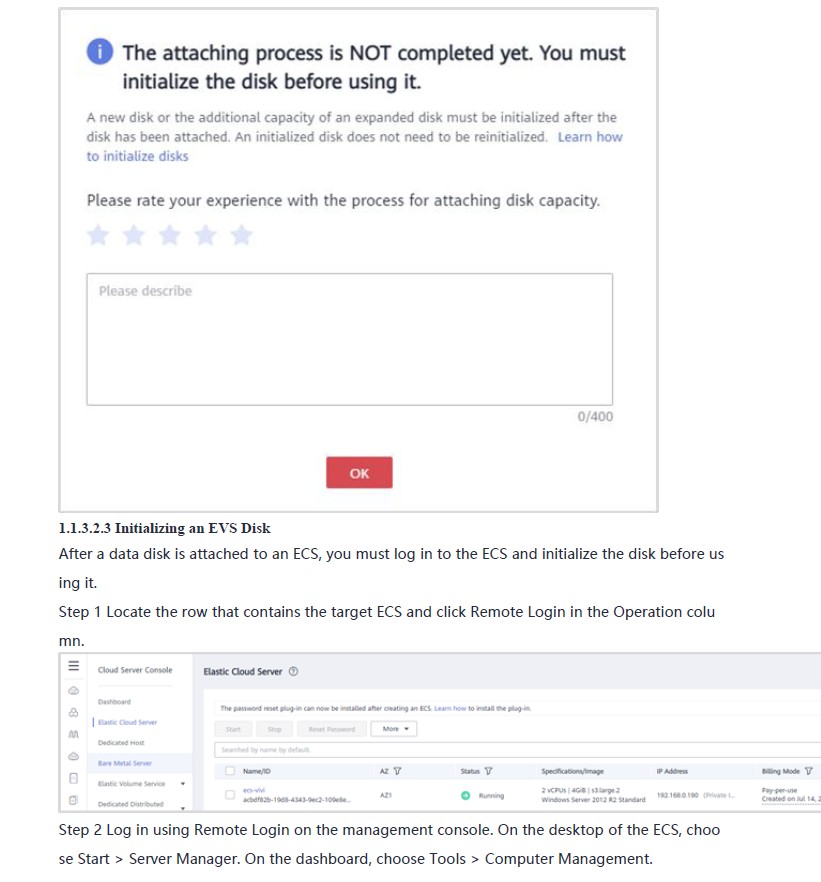 The attaching process is NOT completed yet. You must
initialize the disk before using it.
A new disk or the additional capacity of an expanded disk must be initialized after the
disk has been attached. An initialized disk does not need to be reinitialized. Learn how
to initialize disks
Please rate your experience with the process for attaching disk capacity.
Please describe
0/400
OK
1.1.3.2.3 Initializing an EVS Disk
After a data disk is attached to an ECS, you must log in to the ECS and initialize the disk before us
ing it.
Step 1 Locate the row that contains the target ECS and click Remote Login in the Operation colu
mn.
Cloud Server Console
Elastic Cloud Server
Dashboard
The password reset plug-in can now be installed after creating an ECS. Learn how to install the plug-in.
Elastic Cloud Server
Start Stop Reset Password More
Dedicated Host
Searched by name by default.
Bare Metal Server
Name/ID AZ Status Specifications/Image IP Address Billing Mode
Elastic Volume Service
ecs-vivi
acbdf82b-19d8-4343-9ec2-109e8e...
AZ1
Running
2 vCPUs | 4GiB | s3.large.2
Windows Server 2012 R2 Standard
192.168.0.190 (Private I...
Pay-per-use
Created on Jul 14, 2
Dedicated Distributed
Step 2 Log in using Remote Login on the management console. On the desktop of the ECS, choo
se Start > Server Manager. On the dashboard, choose Tools > Computer Management.